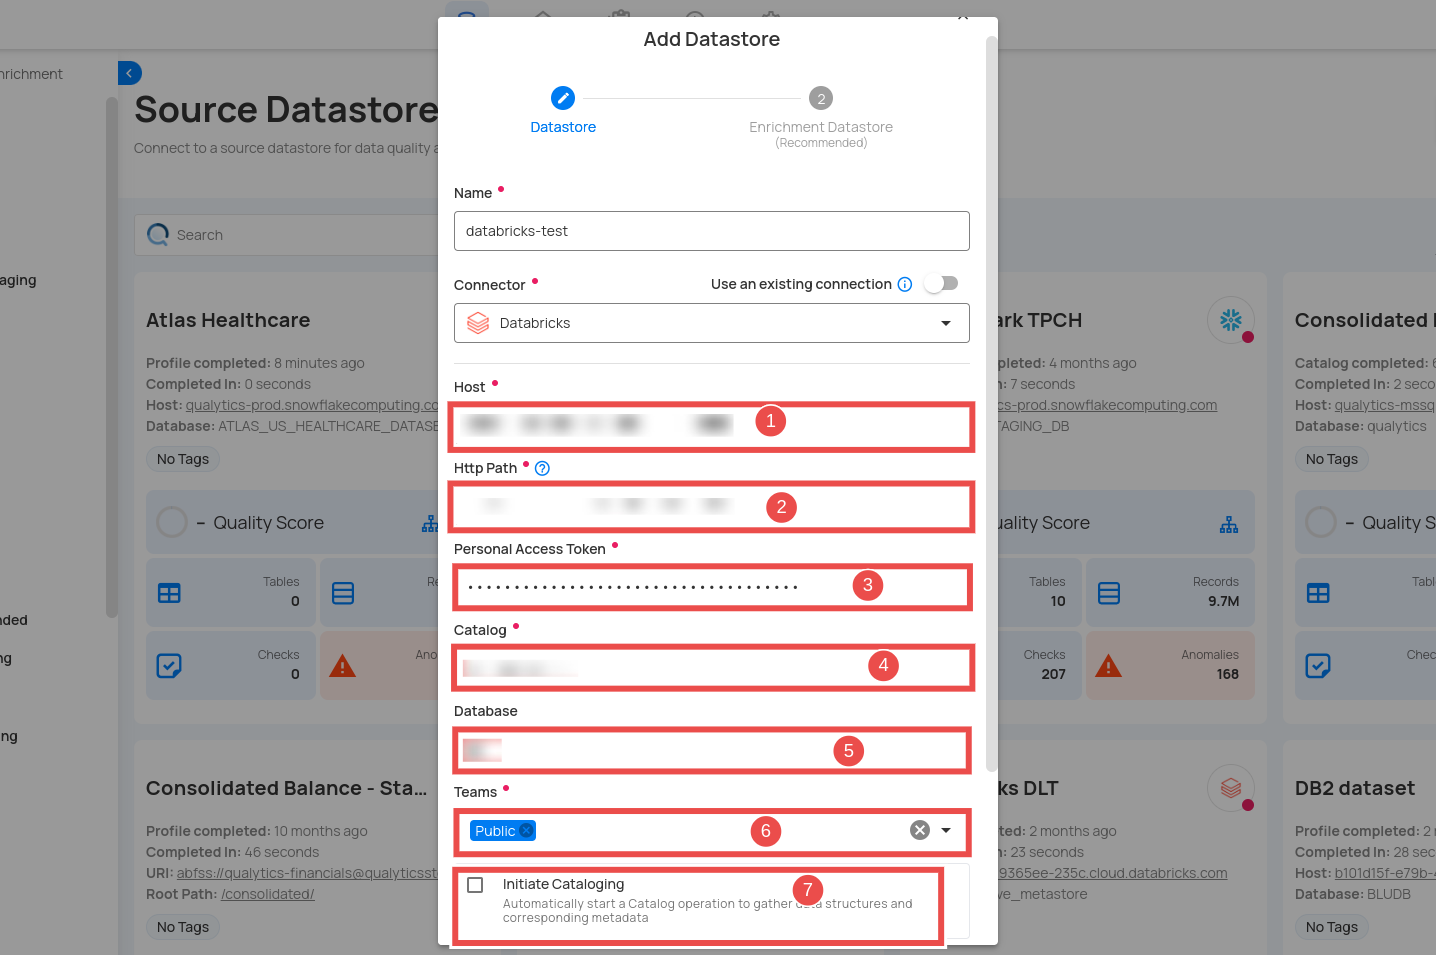 Add Datastore
2
Datastore
Enrichment Datastore
(Recommended)
Name
databricks-test
Connector
Use an existing connection
Databricks
Host
1
Http Path
2
Personal Access Token
3
Catalog
4
Database
5
Teams
Public
6
Initiate Cataloging
7
Automatically start a Catalog operation to gather data structures and
corresponding metadata
nrichment
aging
nded
ng
ng
Source Datastore
Connect to a source datastore for data quality a
Search
Atlas Healthcare
Profile completed: 8 minutes ago
Completed In: 0 seconds
Host: qualytics-prod.snowflakecomputing.co
Database: ATLAS_US_HEALTHCARE_DATASE
No Tags
– Quality Score
Tables
0
Re
Checks
0
Ano
Consolidated Balance - Sta...
Profile completed: 10 months ago
Completed In: 46 seconds
URI: abfss://qualytics-financials@qualyticsst
Root Path: /consolidated/
No Tags
ark TPCH
pleted: 4 months ago
n: 7 seconds
cs-prod.snowflakecomputing.com
TAGING_DB
uality Score
Tables
10
Records
9.7M
Checks
207
Anomalies
168
ks DLT
ted: 2 months ago
n: 23 seconds
9365ee-235c.cloud.databricks.com
ve_metastore
Consolidated
Catalog completed: 6
Completed In: 2 seco
Host: qualytics-mssq
Database: qualytics
No Tags
– Quality S
Tabl
Chec
DB2 dataset
Profile completed: 2
Completed In: 28 sec
Host: b101d15f-e79b-4
Database: BLUDB
No Tags